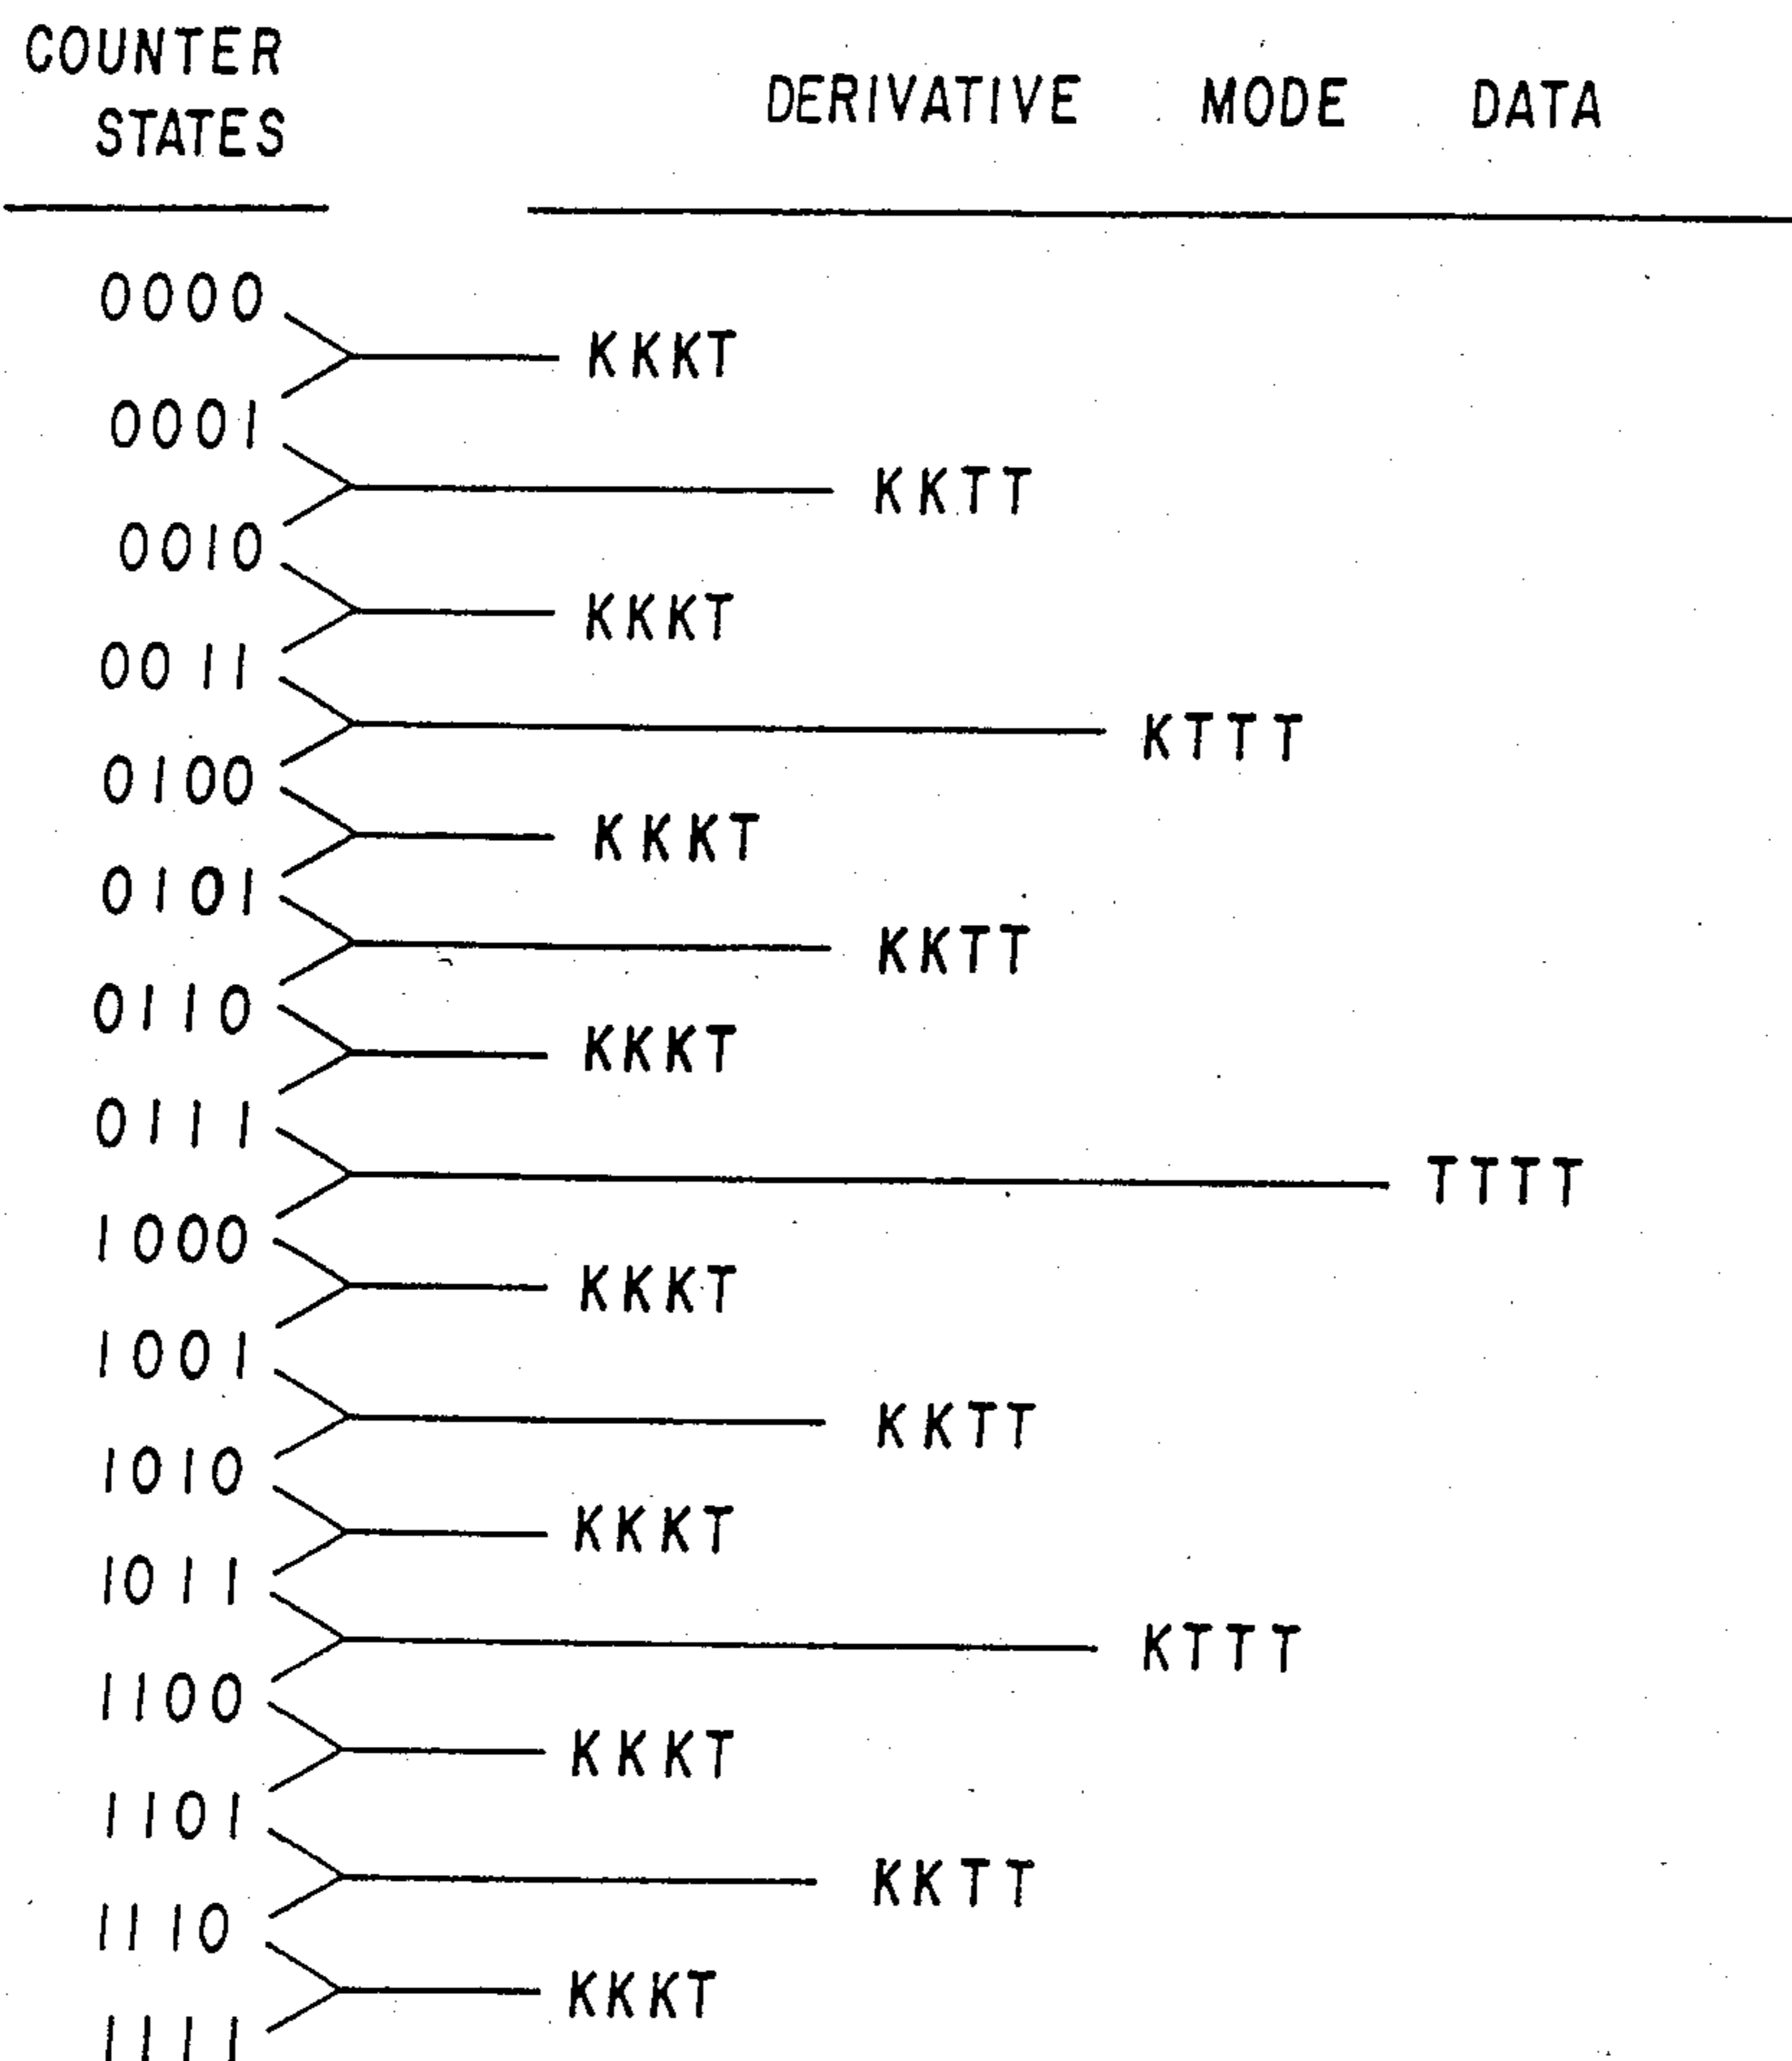 COUNTER
STATES
DERIVATIVE MODE DATA
0000
KKKT
0001
KKTT
0010
KKKT
0011
KTTT
0100
KKKT
0101
KKTT
0110
KKKT
0111
TTTT
1000
KKKT
1001
KKTT
1010
KKKT
1011
KTTT
1100
KKKT
1101
KKTT
1110
KKKT
1111